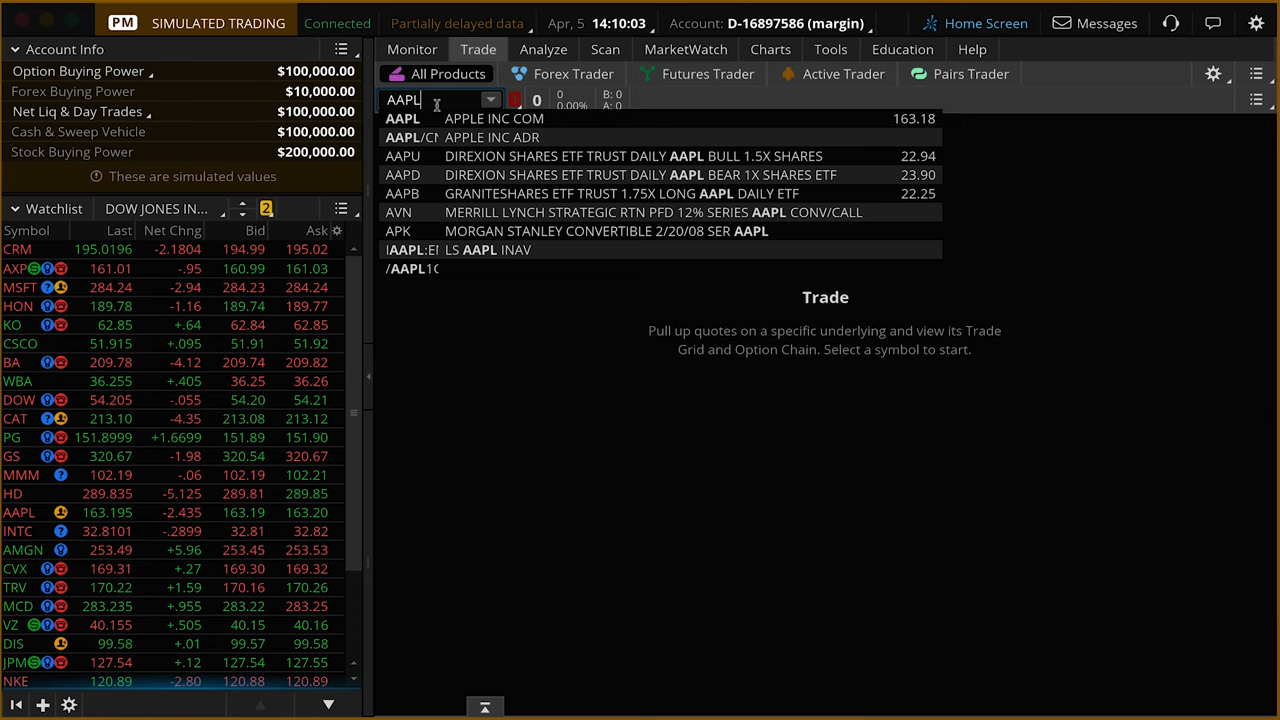 PM SIMULATED TRADING Connected Partially delayed data Apr, 5 14:10:03 Account: D-16897586 (margin) Home Screen Messages
Account Info
Option Buying Power $100,000.00
Forex Buying Power $10,000.00
Net Liq & Day Trades $100,000.00
Cash & Sweep Vehicle $100,000.00
Stock Buying Power $200,000.00
These are simulated values
Watchlist DOW JONES IN... 2
Symbol Last Net Chng Bid Ask
CRM 195.0196 -2.1804 194.99 195.02
AXP 161.01 -.95 160.99 161.03
MSFT 284.24 -2.94 284.24 284.24
HON 189.78 -1.16 189.74 189.77
KO 62.85 +.64 62.84 62.85
CSCO 51.915 +.095 51.91 51.92
BA 209.78 -4.12 209.74 209.82
WBA 36.255 +.405 36.25 36.26
DOW 54.205 -.055 54.20 54.21
CAT 213.10 -4.35 213.08 213.12
PG 151.8999 +1.6699 151.89 151.90
GS 320.67 -1.98 320.54 320.67
MMM 102.19 -.06 102.19 102.21
HD 289.835 -5.125 289.81 289.85
AAPL 163.195 -2.435 163.19 163.20
INTC 32.8101 -.2899 32.81 32.82
AMGN 253.49 +5.96 253.45 253.53
CVX 169.31 +.27 169.30 169.32
TRV 170.22 +1.59 170.16 170.26
MCD 283.235 +.955 283.22 283.25
VZ 40.155 +.505 40.15 40.16
DIS 99.58 +.01 99.57 99.58
JPM 127.54 +.12 127.54 127.55
NKE 120.89 -2.80 120.88 120.89
Monitor Trade Analyze Scan MarketWatch Charts Tools Education Help
All Products Forex Trader Futures Trader Active Trader Pairs Trader
AAPL 0 0 B: 0
0.00% A: 0
AAPL APPLE INC COM 163.18
AAPL/CN APPLE INC ADR
AAPU DIREXION SHARES ETF TRUST DAILY AAPL BULL 1.5X SHARES 22.94
AAPD DIREXION SHARES ETF TRUST DAILY AAPL BEAR 1X SHARES ETF 23.90
AAPB GRANITESHARES ETF TRUST 1.75X LONG AAPL DAILY ETF 22.25
AVN MERRILL LYNCH STRATEGIC RTN PFD 12% SERIES AAPL CONV/CALL
APK MORGAN STANLEY CONVERTIBLE 2/20/08 SER AAPL
IAAPL:EN LS AAPL INAV
/AAPL1C
Trade
Pull up quotes on a specific underlying and view its Trade
Grid and Option Chain. Select a symbol to start.